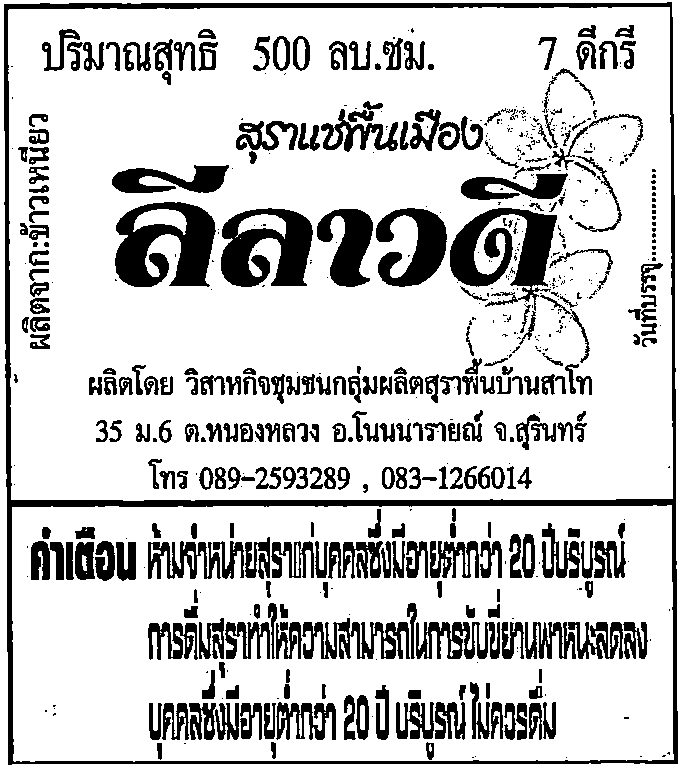 ปริมาณสุทธิ 500 ลบ.ซม. 7 ดีกรี
สุราแช่พื้นเมือง
ลีลาวดี
ผลิตจาก:ข้าวเหนียว
วันที่บรรจุ....................
ผลิตโดย วิสาหกิจชุมชนกลุ่มผลิตสุราพื้นบ้านสาโท
35 ม.6 ต.หนองหลวง อ.โนนนารายณ์ จ.สุรินทร์
โทร 089-2593289 , 083-1266014
คำเตือน ห้ามจำหน่ายสุราแก่บุคคลซึ่งมีอายุต่ำกว่า 20 ปีบริบูรณ์
การดื่มสุราทำให้ความสามารถในการขับขี่ยานพาหนะลดลง
บุคคลซึ่งมีอายุต่ำกว่า 20 ปี บริบูรณ์ ไม่ควรดื่ม